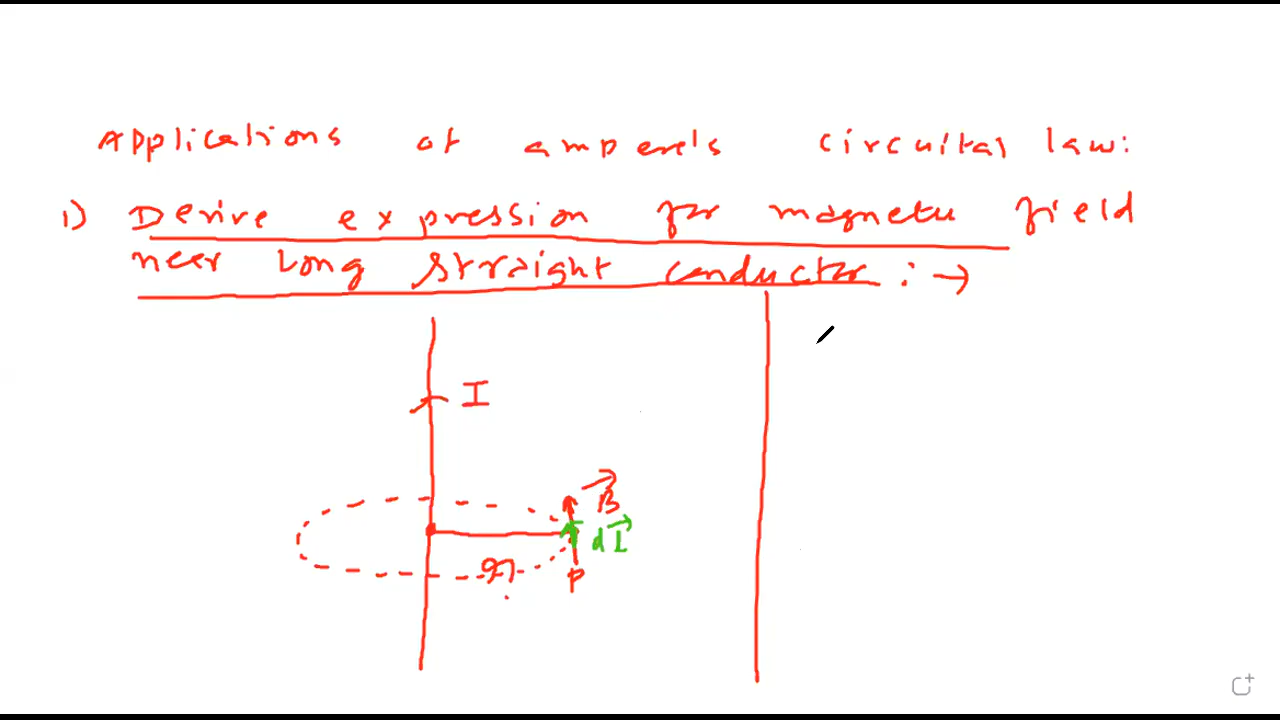 Applications of ampere's circuital law:
1) Derive expression for magnetic field
near long straight conductor : →
I
B
dl
r
P